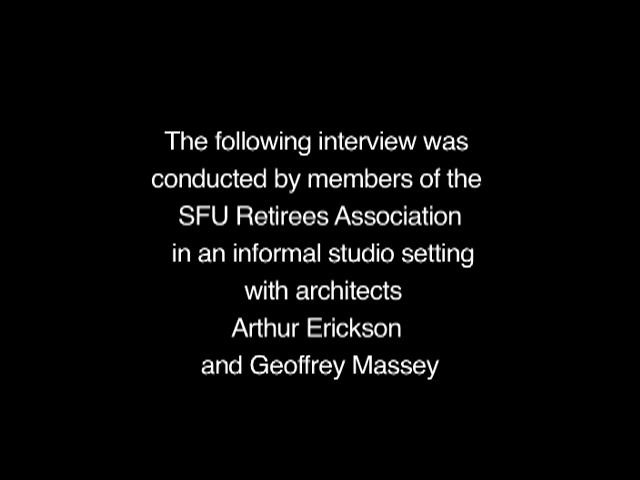 The following interview was
conducted by members of the
SFU Retirees Association
in an informal studio setting
with architects
Arthur Erickson
and Geoffrey Massey